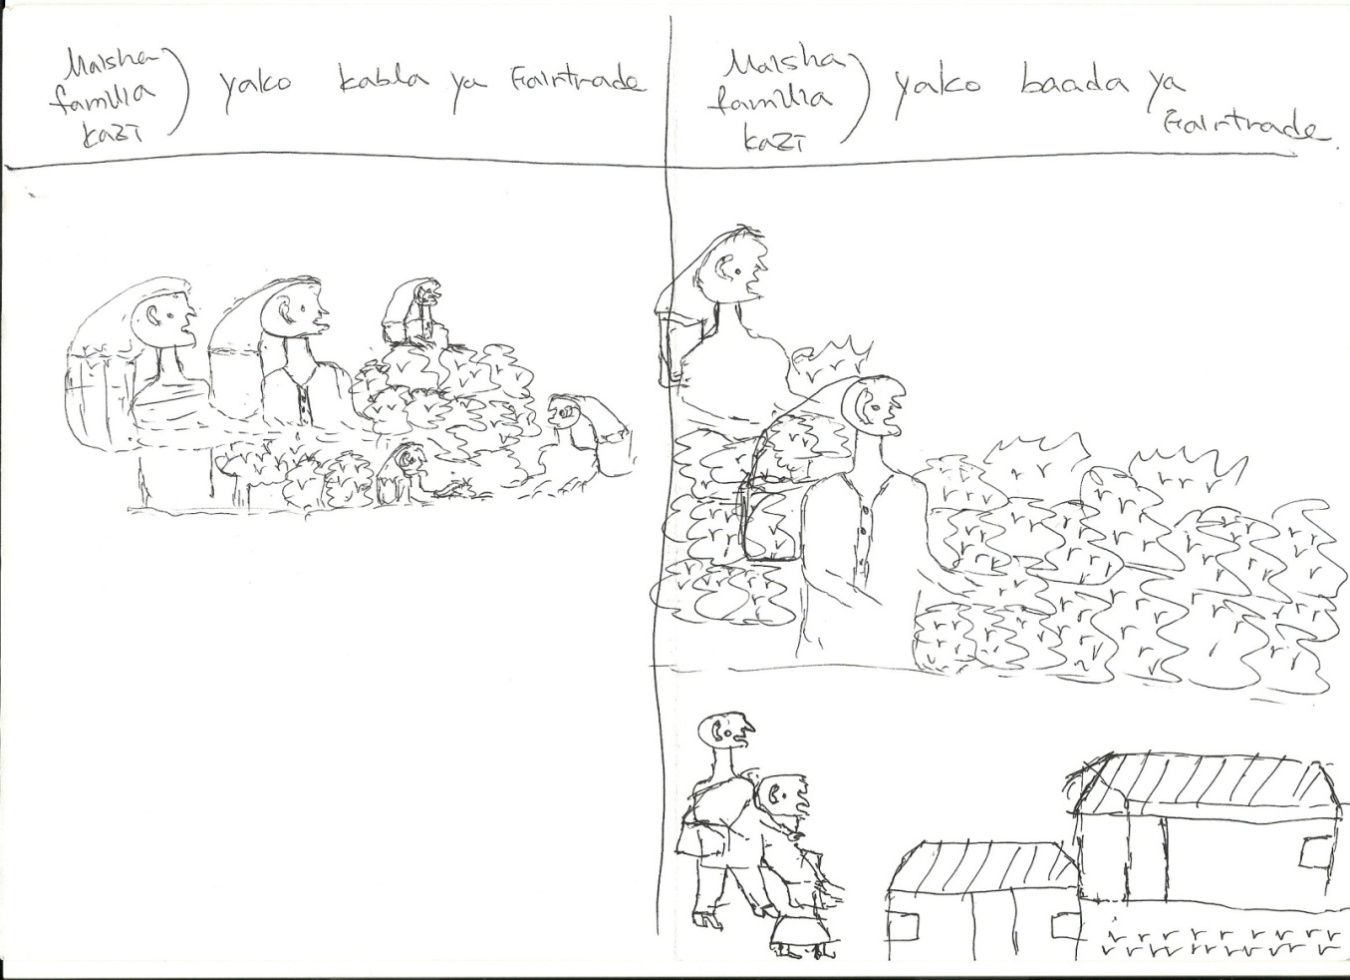 Maisha
familia
kazi
) yako kabla ya Fairtrade
Maisha
familia
kazi
) yako baada ya
Fairtrade.